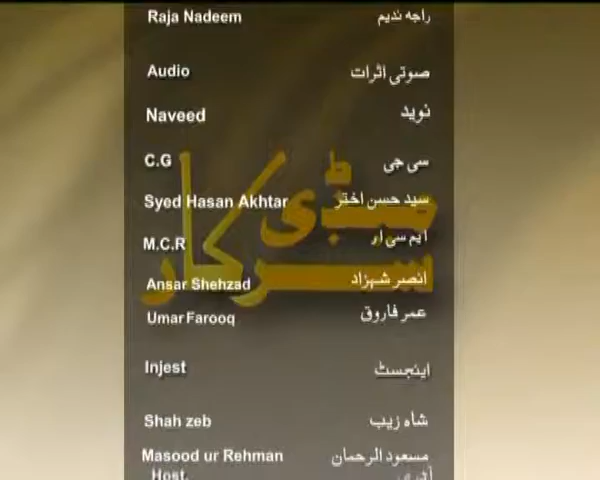 Raja Nadeem راجہ ندیم
Audio صوتی اثرات
Naveed نوید
C.G سی جی
Syed Hasan Akhtar سید حسن اختر
M.C.R ایم سی آر
Ansar Shehzad انصر شہزاد
Umar Farooq عمر فاروق
Injest اینجسٹ
Shah zeb شاہ زیب
Masood ur Rehman مسعود الرحمان
Host
سرکار